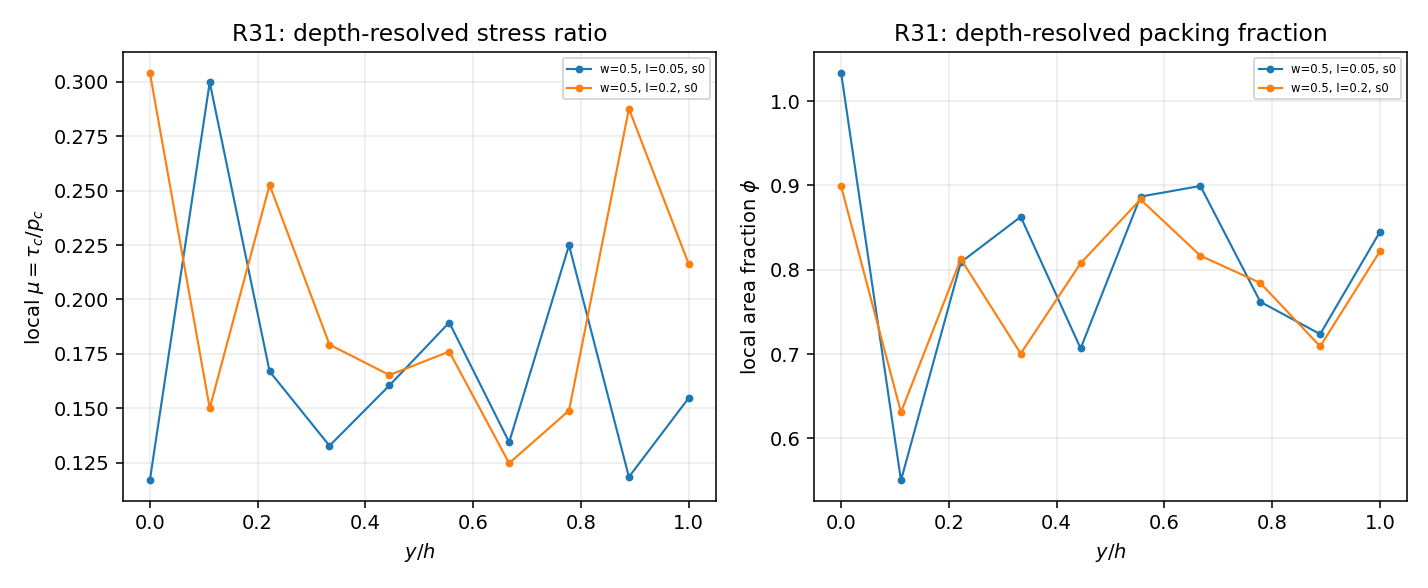 R31: depth-resolved stress ratio
local μ = τ_c/p_c
0.300
0.275
0.250
0.225
0.200
0.175
0.150
0.125
w=0.5, I=0.05, s0
w=0.5, I=0.2, s0
0.0 0.2 0.4 0.6 0.8 1.0
y/h
R31: depth-resolved packing fraction
local area fraction ϕ
1.0
0.9
0.8
0.7
0.6
w=0.5, I=0.05, s0
w=0.5, I=0.2, s0
0.0 0.2 0.4 0.6 0.8 1.0
y/h